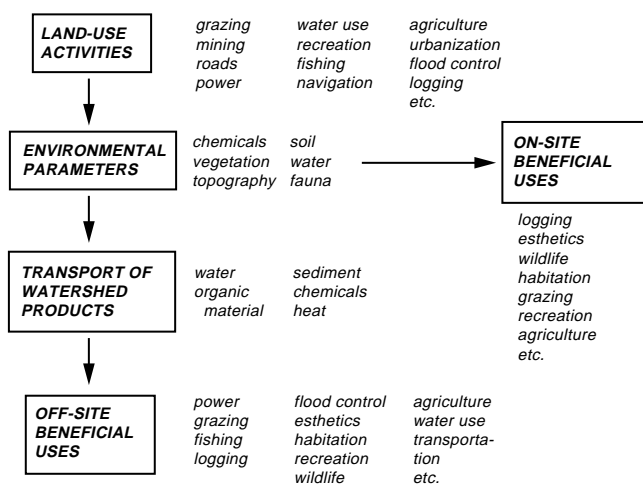 LAND-USE
ACTIVITIES
grazing
mining
roads
power
water use
recreation
fishing
navigation
agriculture
urbanization
flood control
logging
etc.
ENVIRONMENTAL
PARAMETERS
chemicals
vegetation
topography
soil
water
fauna
ON-SITE
BENEFICIAL
USES
logging
esthetics
wildlife
habitation
grazing
recreation
agriculture
etc.
TRANSPORT OF
WATERSHED
PRODUCTS
water
organic
material
sediment
chemicals
heat
OFF-SITE
BENEFICIAL
USES
power
grazing
fishing
logging
flood control
esthetics
habitation
recreation
wildlife
agriculture
water use
transporta-
tion
etc.